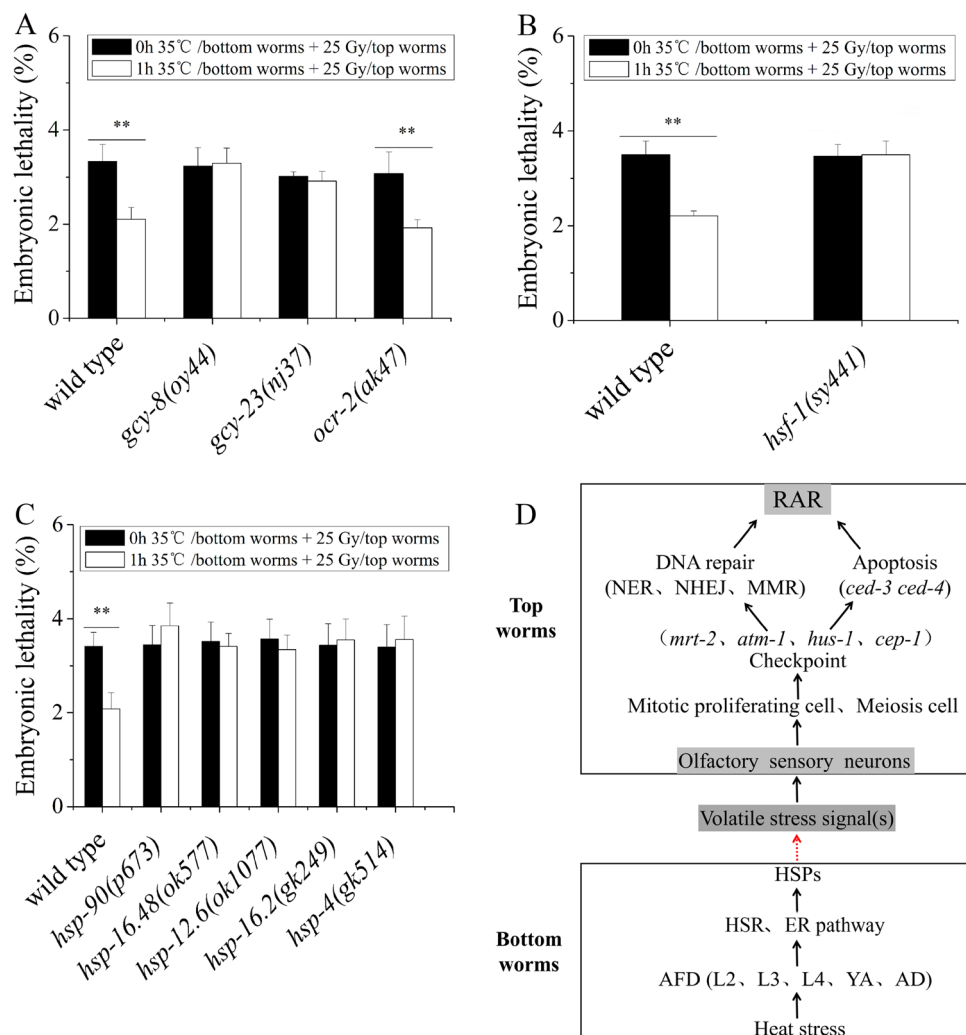 A
Embryonic lethality (%)
6
4
2
0
0h 35℃ /bottom worms + 25 Gy/top worms
1h 35℃ /bottom worms + 25 Gy/top worms
**
**
wild type
gcy-8(oy44)
gcy-23(nj37)
ocr-2(ak47)
B
Embryonic lethality (%)
6
4
2
0
0h 35℃ /bottom worms + 25 Gy/top worms
1h 35℃ /bottom worms + 25 Gy/top worms
**
wild type
hsf-1(sy441)
C
Embryonic lethality (%)
6
4
2
0
0h 35℃ /bottom worms + 25 Gy/top worms
1h 35℃ /bottom worms + 25 Gy/top worms
**
wild type
hsp-90(p673)
hsp-16.48(ok577)
hsp-12.6(ok1077)
hsp-16.2(gk249)
hsp-4(gk514)
D
Top
worms
RAR
DNA repair
(NER、NHEJ、MMR)
Apoptosis
(ced-3 ced-4)
（mrt-2、atm-1、hus-1、cep-1）
Checkpoint
Mitotic proliferating cell、Meiosis cell
Olfactory sensory neurons
Volatile stress signal(s)
Bottom
worms
HSPs
HSR、ER pathway
AFD (L2、L3、L4、YA、AD)
Heat stress